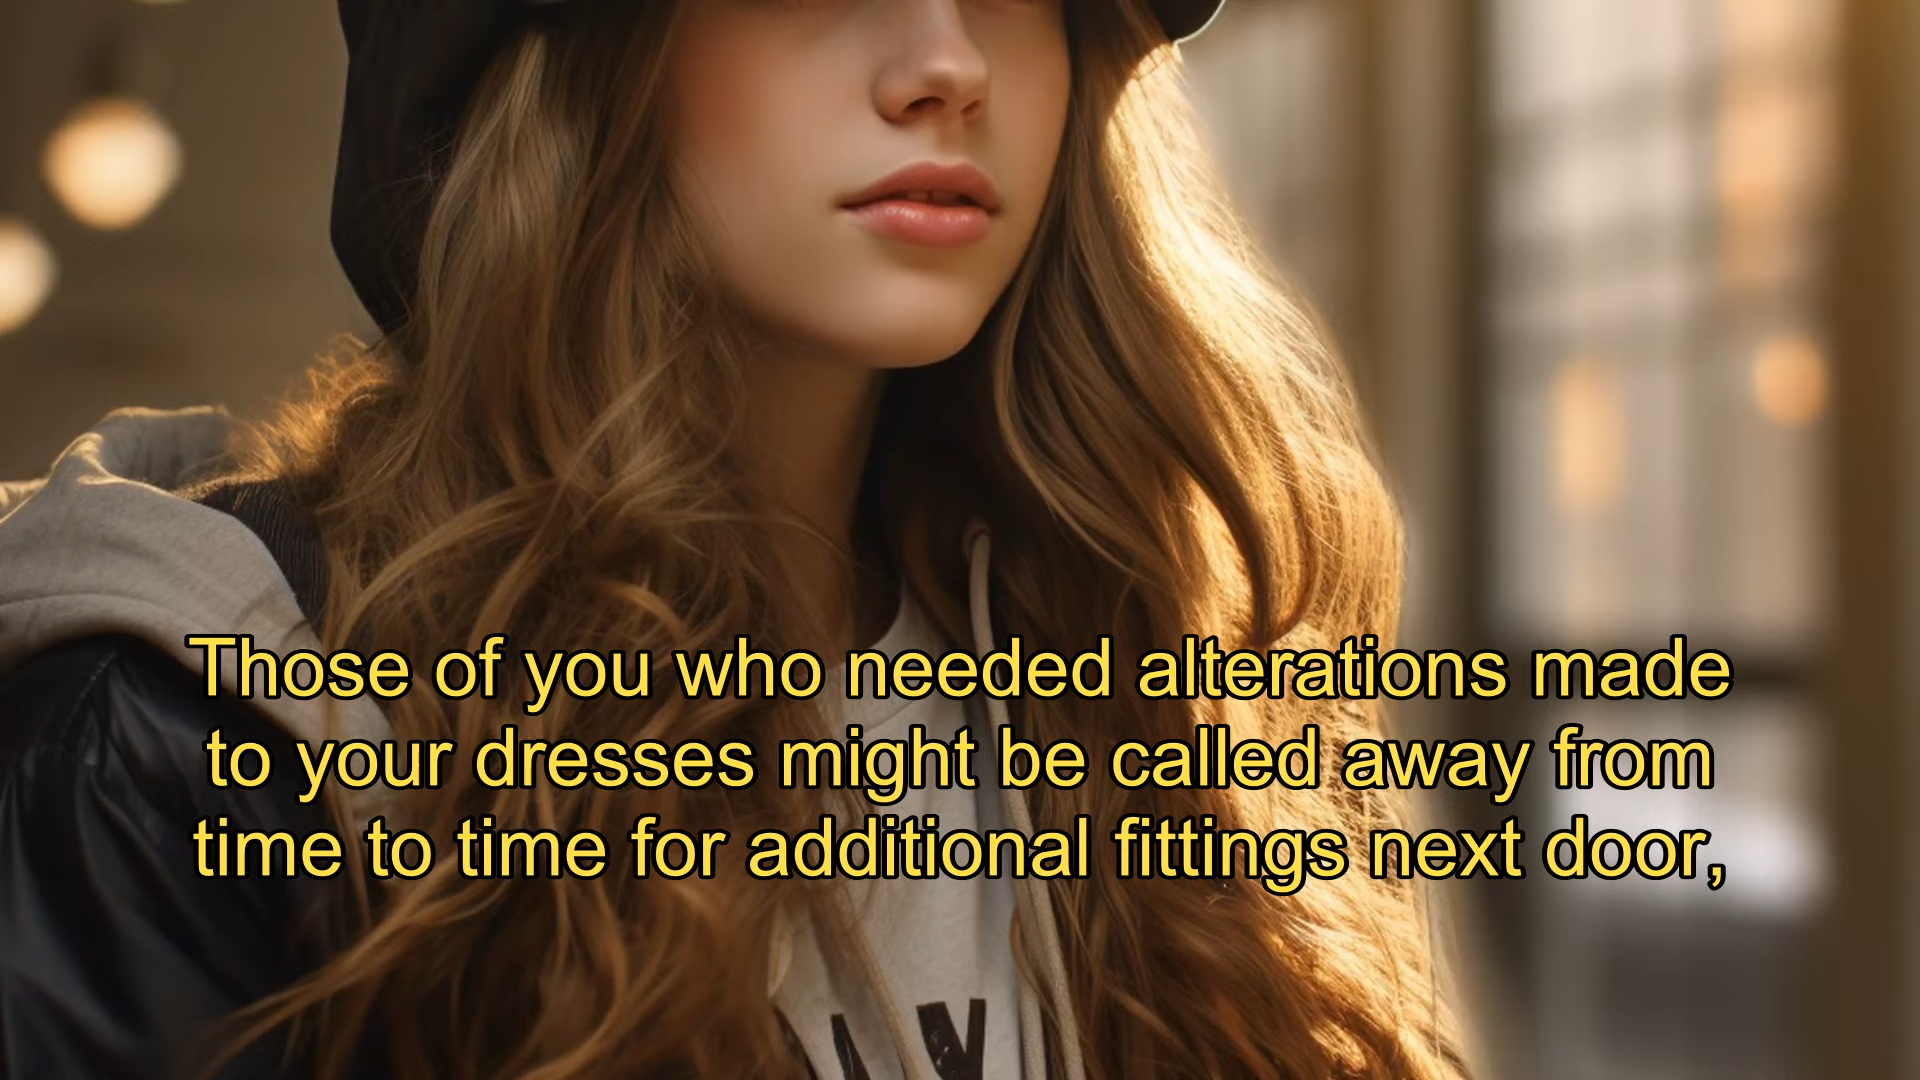 Those of you who needed alterations made
to your dresses might be called away from
time to time for additional fittings next door,